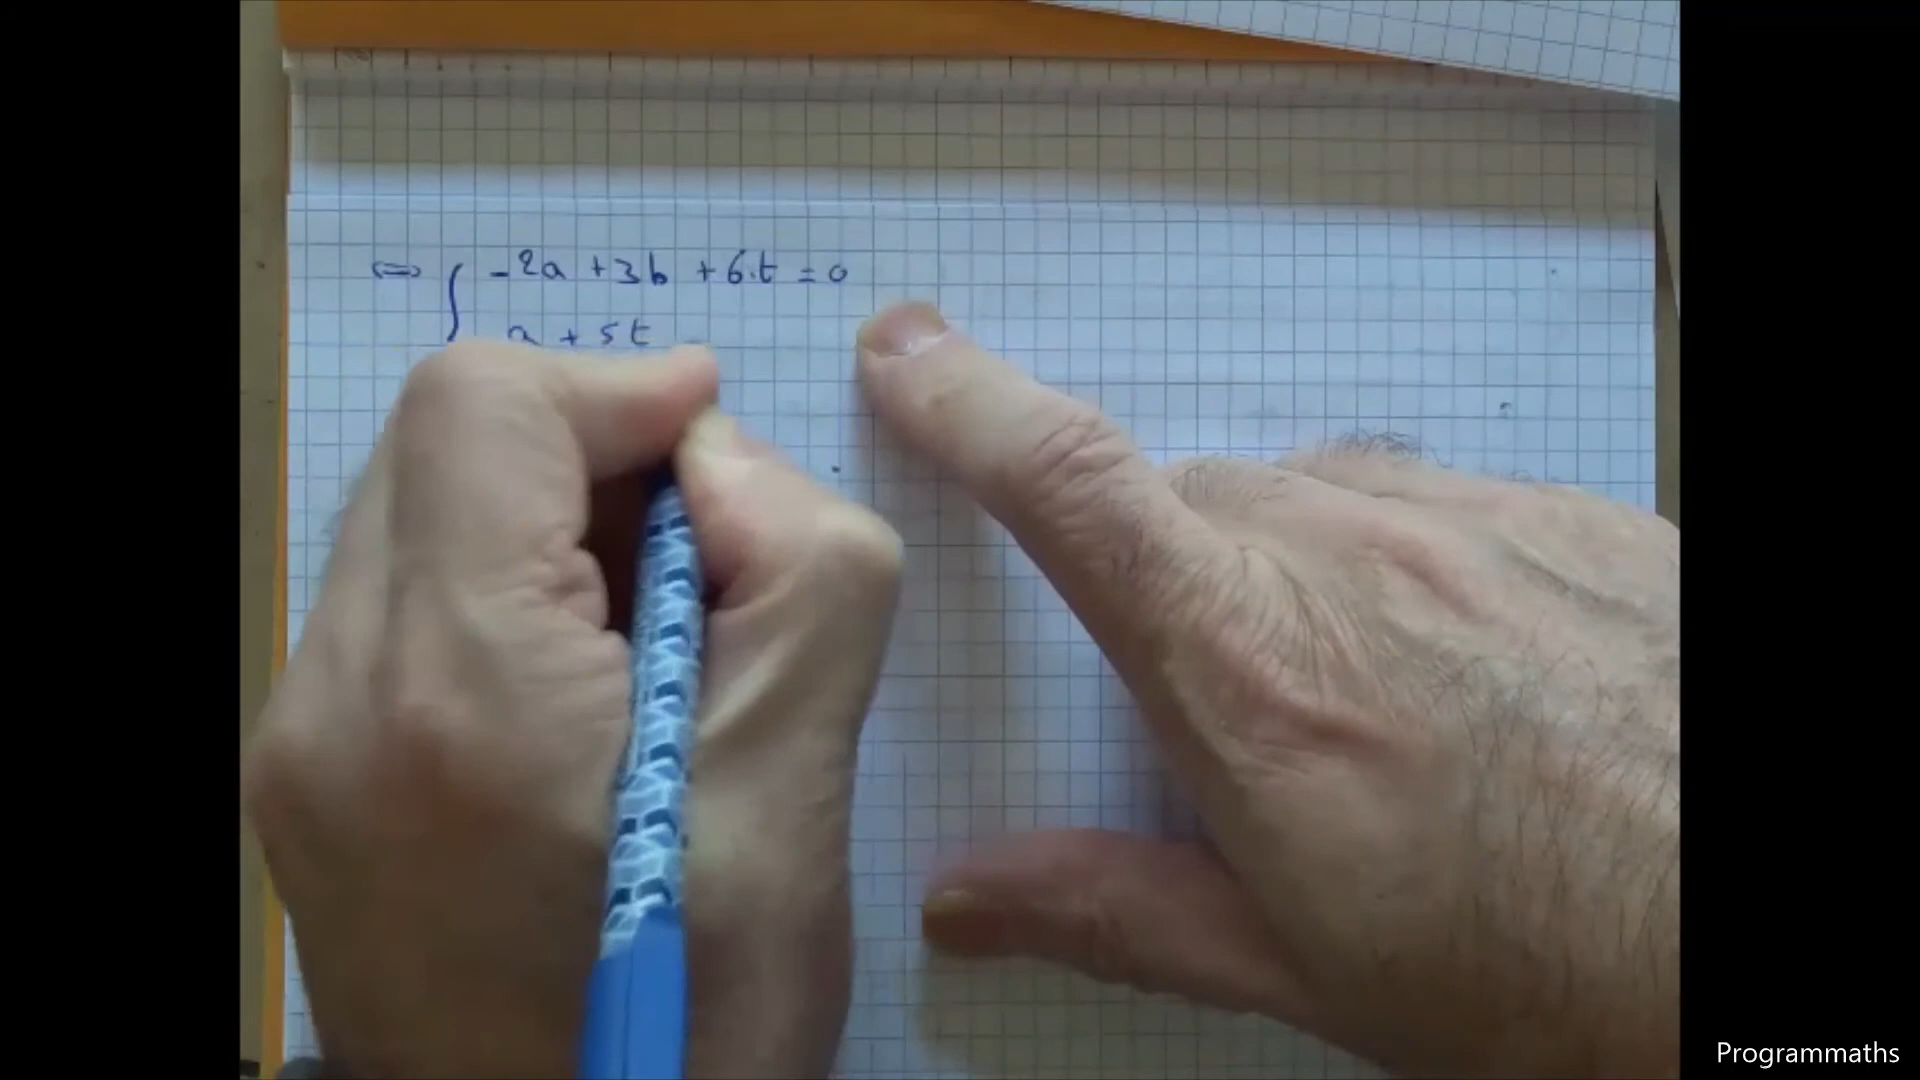 ⇔ { -2a + 3b + 6.t = 0
a + 5t
Programmaths